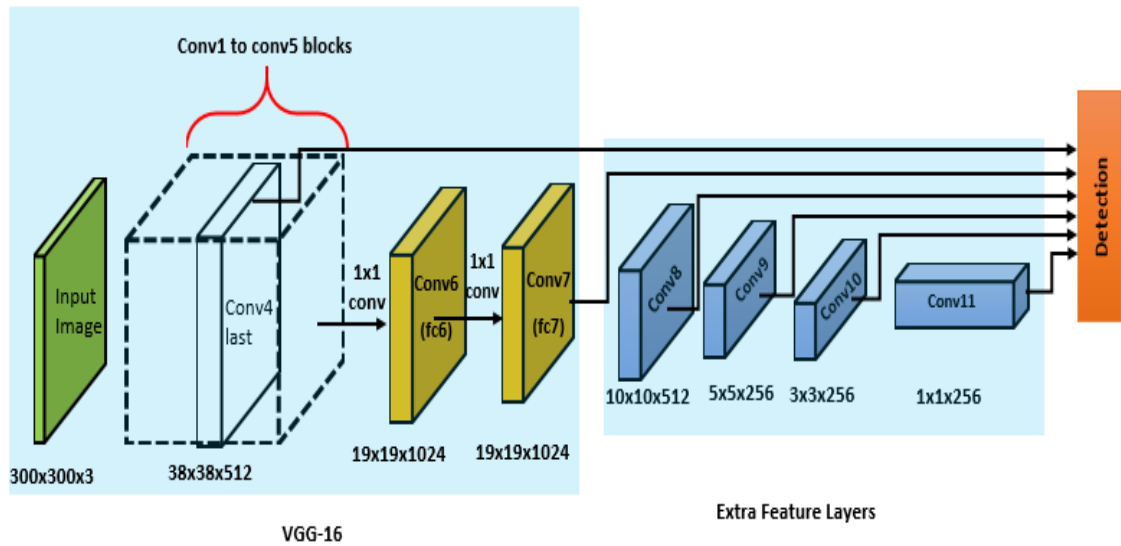 Conv1 to conv5 blocks
Input
Image
Conv4
last
1x1
conv
Conv6
(fc6)
1x1
conv
Conv7
(fc7)
Conv8
Conv9
Conv10
Conv11
Detection
300x300x3
38x38x512
19x19x1024
19x19x1024
10x10x512
5x5x256
3x3x256
1x1x256
VGG-16
Extra Feature Layers